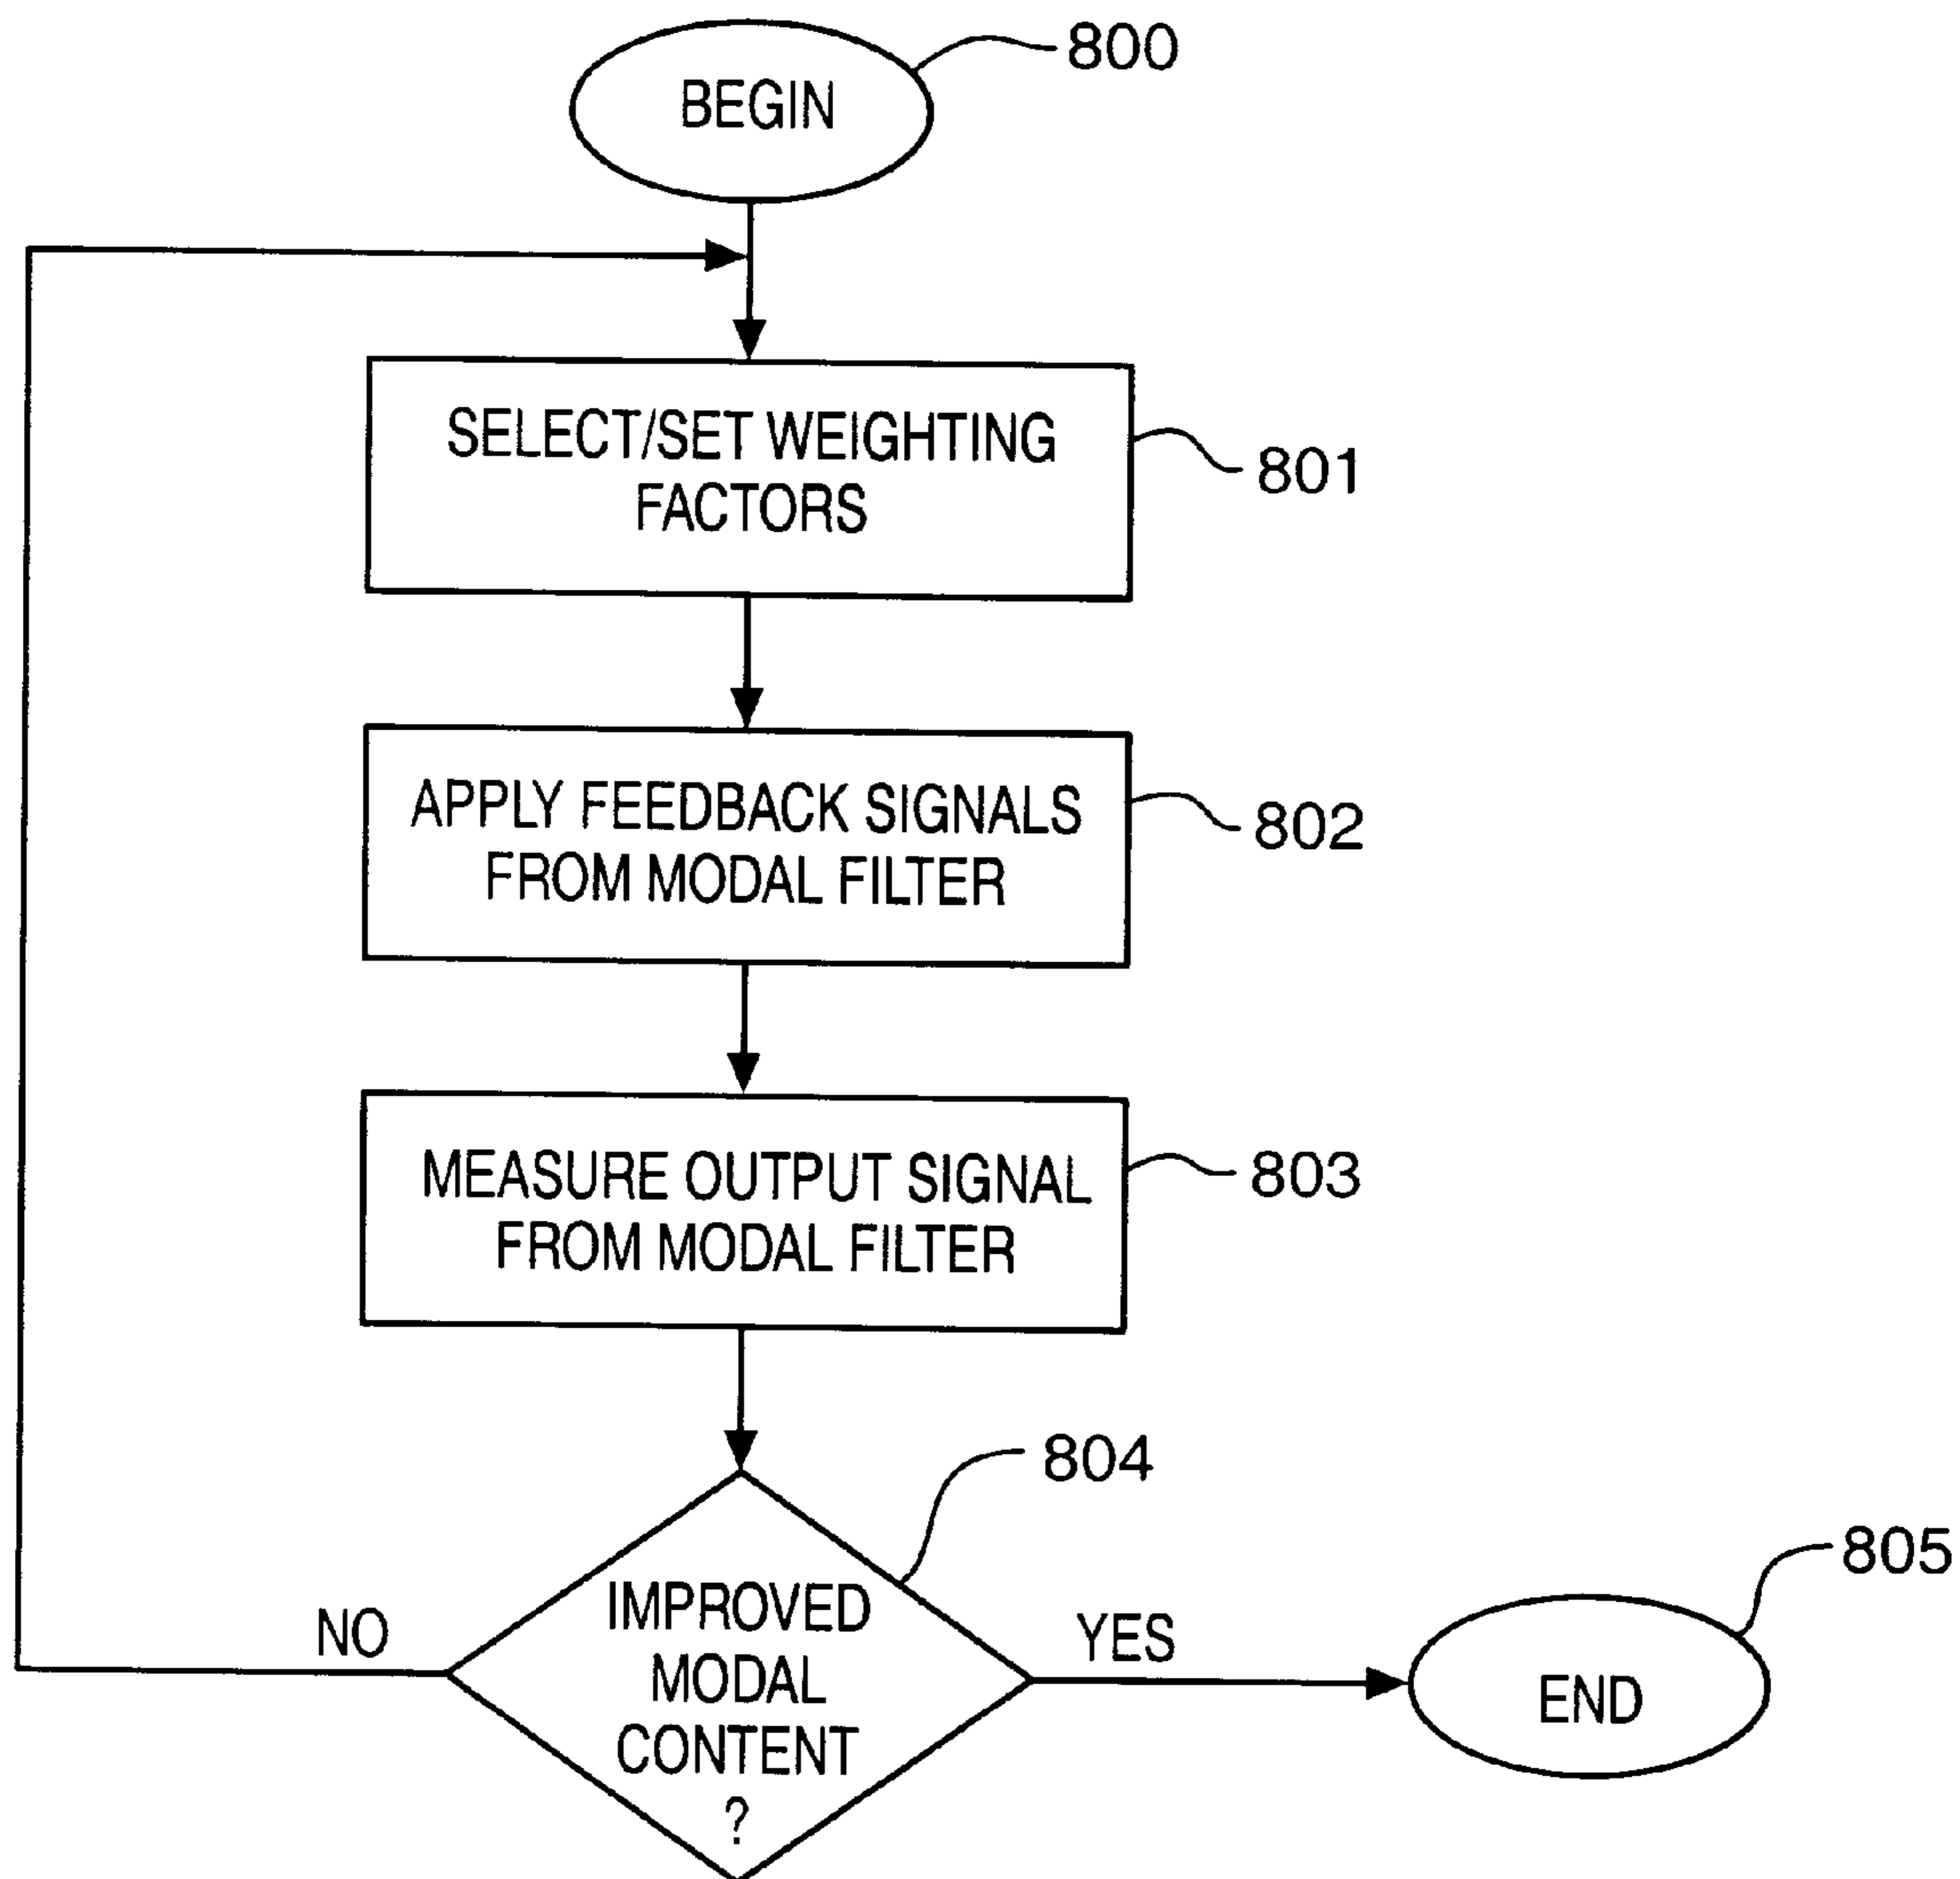 BEGIN
800
SELECT/SET WEIGHTING
FACTORS
801
APPLY FEEDBACK SIGNALS
FROM MODAL FILTER
802
MEASURE OUTPUT SIGNAL
FROM MODAL FILTER
803
804
IMPROVED
MODAL
CONTENT
?
NO
YES
805
END